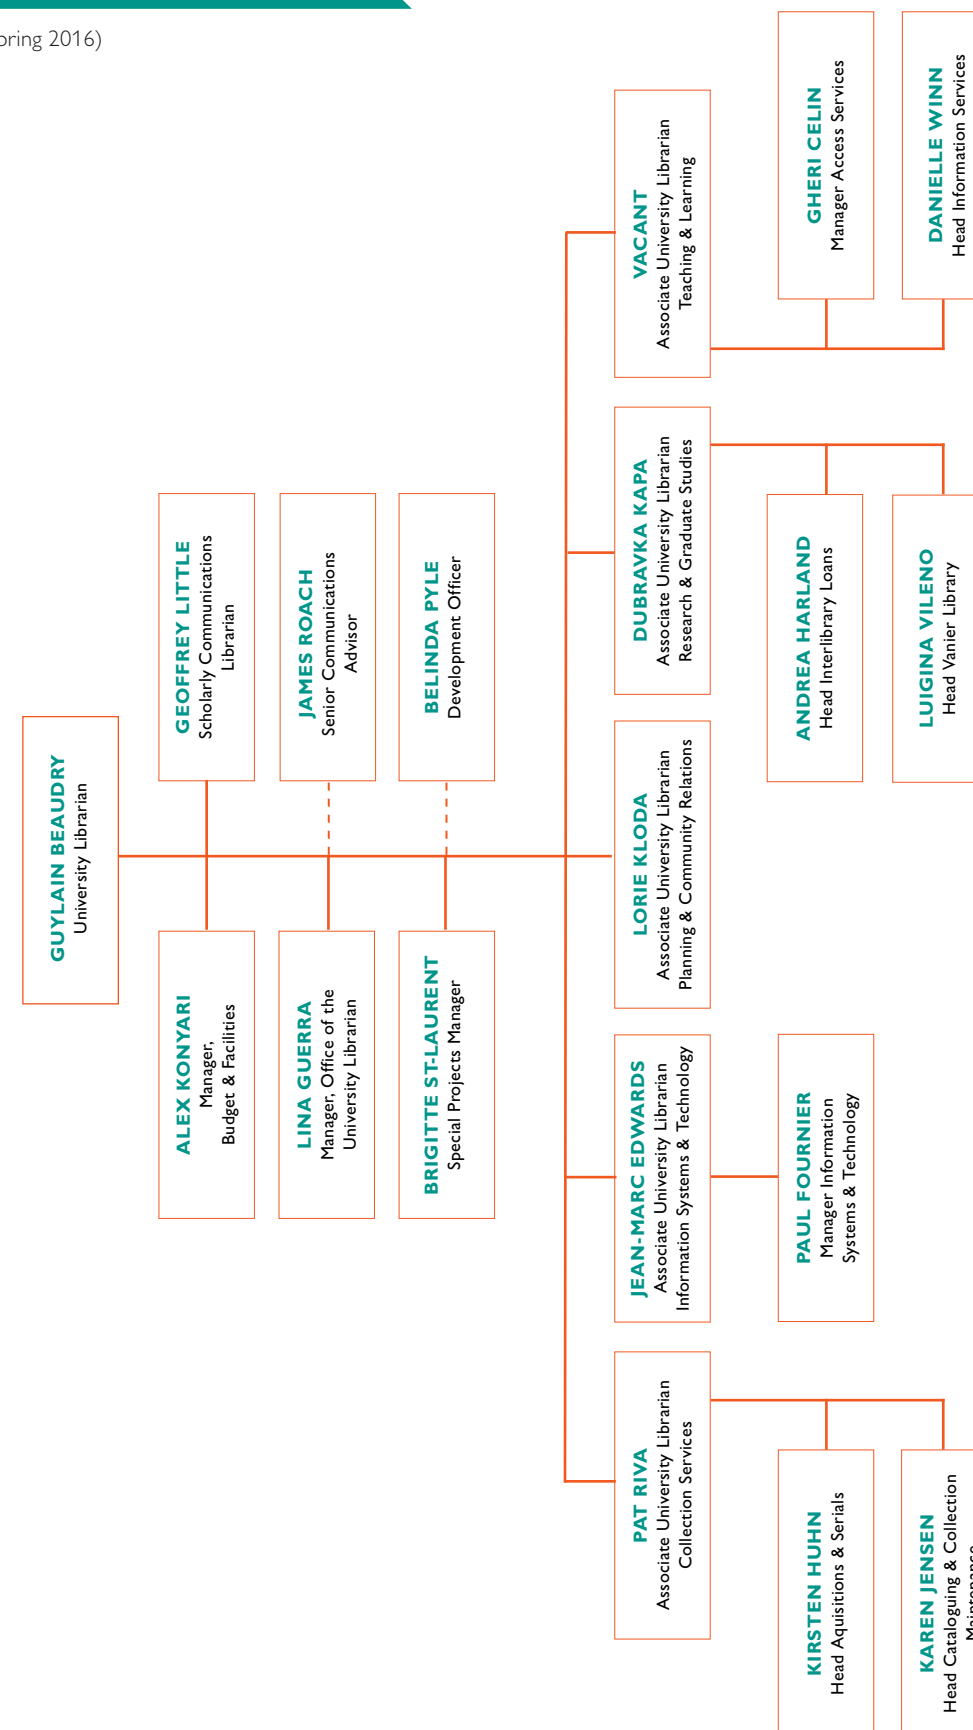 pring 2016)
GUYLAIN BEAUDRY
University Librarian
ALEX KONYARI
Manager,
Budget & Facilities
GEOFFREY LITTLE
Scholarly Communications
Librarian
LINA GUERRA
Manager, Office of the
University Librarian
JAMES ROACH
Senior Communications
Advisor
BRIGITTE ST-LAURENT
Special Projects Manager
BELINDA PYLE
Development Officer
PAT RIVA
Associate University Librarian
Collection Services
JEAN-MARC EDWARDS
Associate University Librarian
Information Systems & Technology
LORIE KLODA
Associate University Librarian
Planning & Community Relations
DUBRAVKA KAPA
Associate University Librarian
Research & Graduate Studies
VACANT
Associate University Librarian
Teaching & Learning
KIRSTEN HUHN
Head Aquisitions & Serials
PAUL FOURNIER
Manager Information
Systems & Technology
ANDREA HARLAND
Head Interlibrary Loans
GHERI CELIN
Manager Access Services
KAREN JENSEN
Head Cataloguing & Collection
Maintenance
LUIGINA VILENO
Head Vanier Library
DANIELLE WINN
Head Information Services